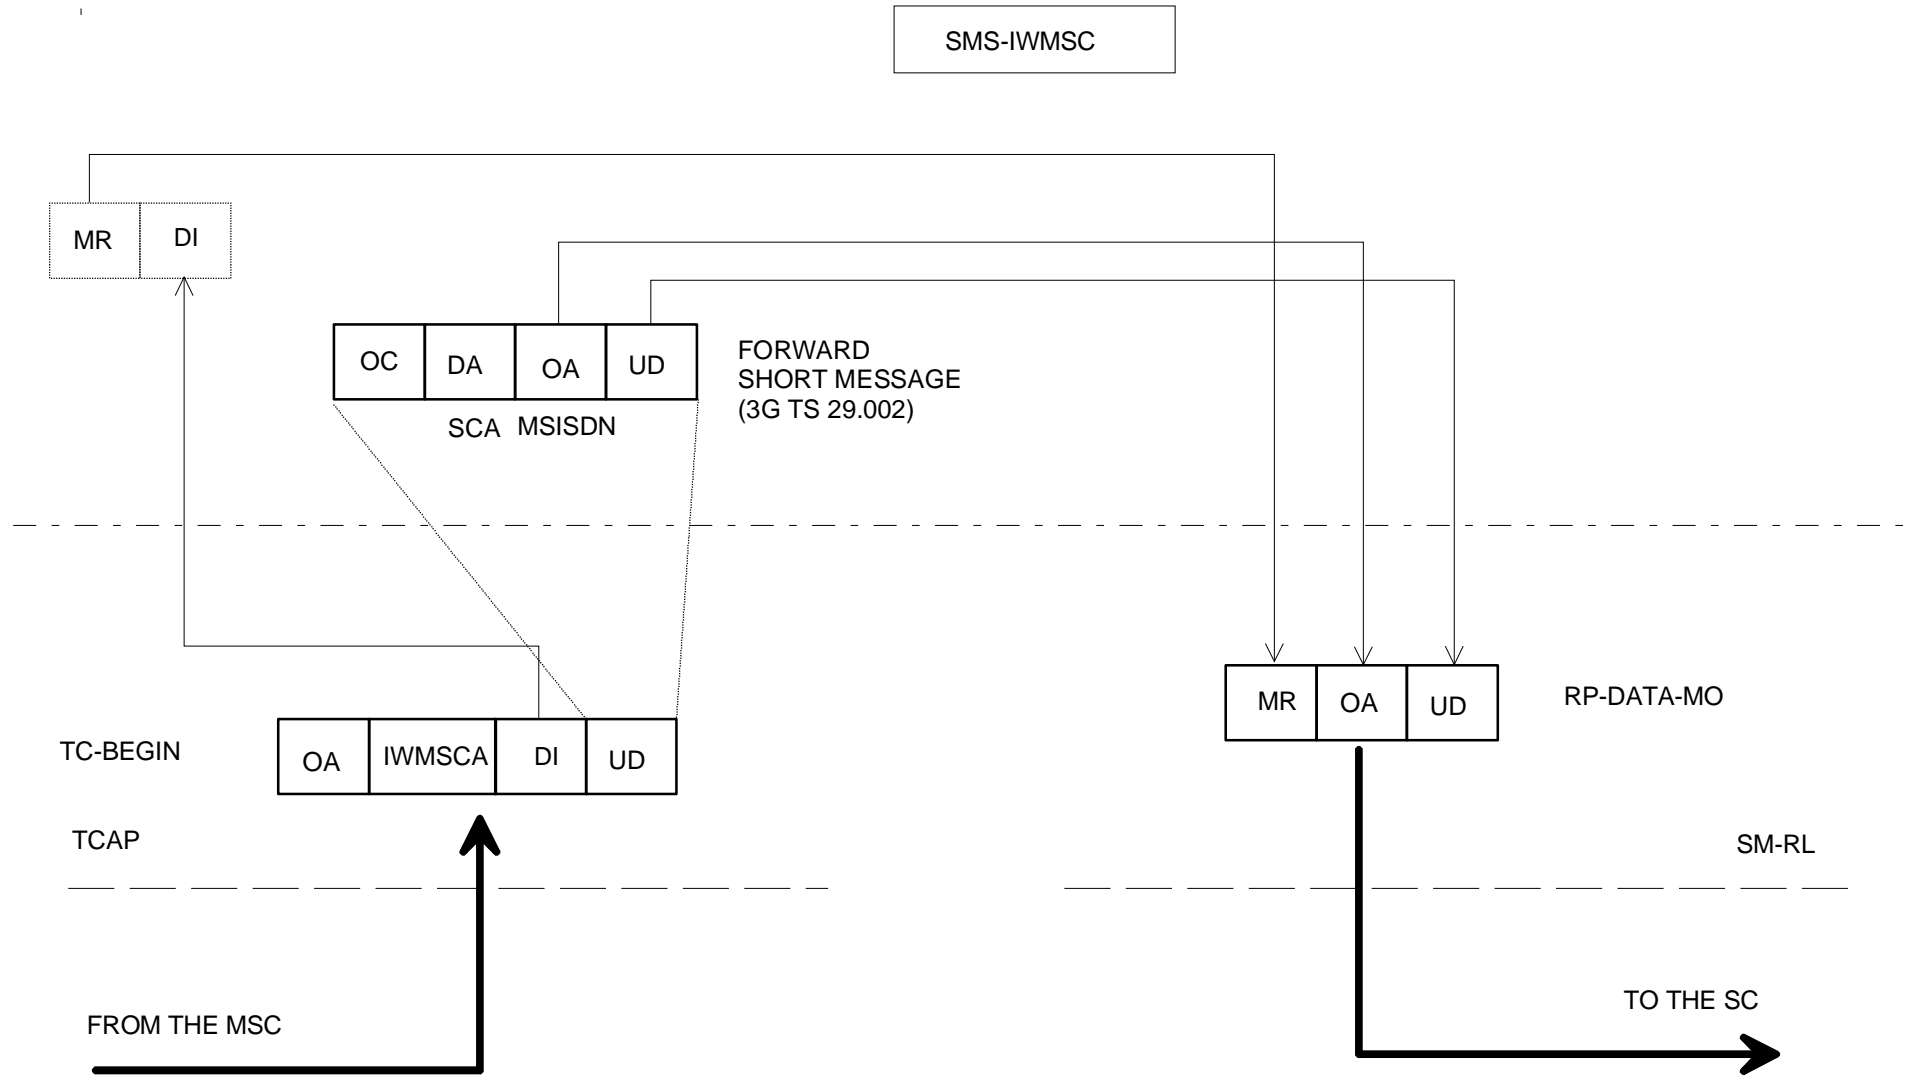 SMS-IWMSC
MR DI
OC DA OA UD
FORWARD
SHORT MESSAGE
(3G TS 29.002)
SCA MSISDN
MR OA UD
RP-DATA-MO
TC-BEGIN
OA IWMSCA DI UD
TCAP
SM-RL
FROM THE MSC
TO THE SC